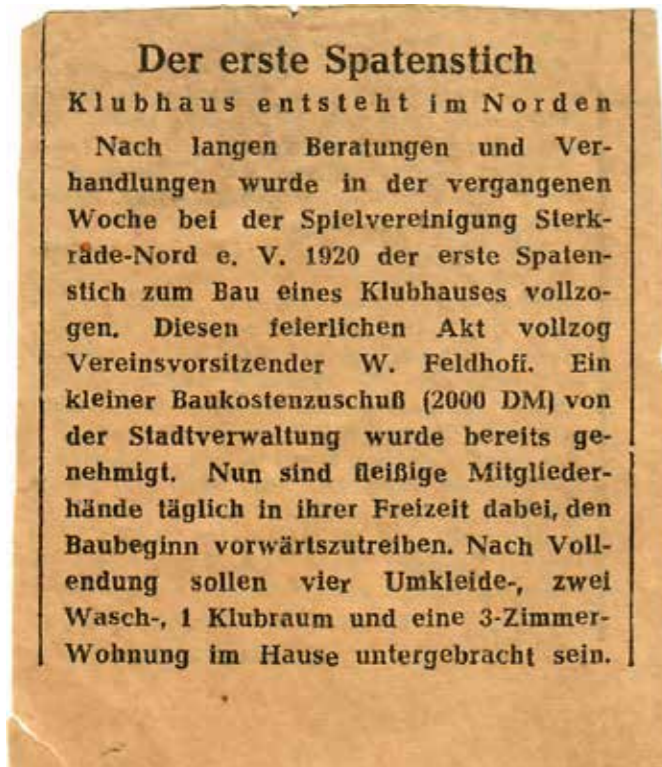 Der erste Spatenstich
Klubhaus entsteht im Norden
Nach langen Beratungen und Ver-
handlungen wurde in der vergangenen
Woche bei der Spielvereinigung Sterk-
rade-Nord e. V. 1920 der erste Spaten-
stich zum Bau eines Klubhauses vollzo-
gen. Diesen feierlichen Akt vollzog
Vereinsvorsitzender W. Feldhoff. Ein
kleiner Baukostenzuschuß (2000 DM) von
der Stadtverwaltung wurde bereits ge-
nehmigt. Nun sind fleißige Mitglieder-
hände täglich in ihrer Freizeit dabei, den
Baubeginn vorwärtszutreiben. Nach Voll-
endung sollen vier Umkleide-, zwei
Wasch-, 1 Klubraum und eine 3-Zimmer-
Wohnung im Hause untergebracht sein.